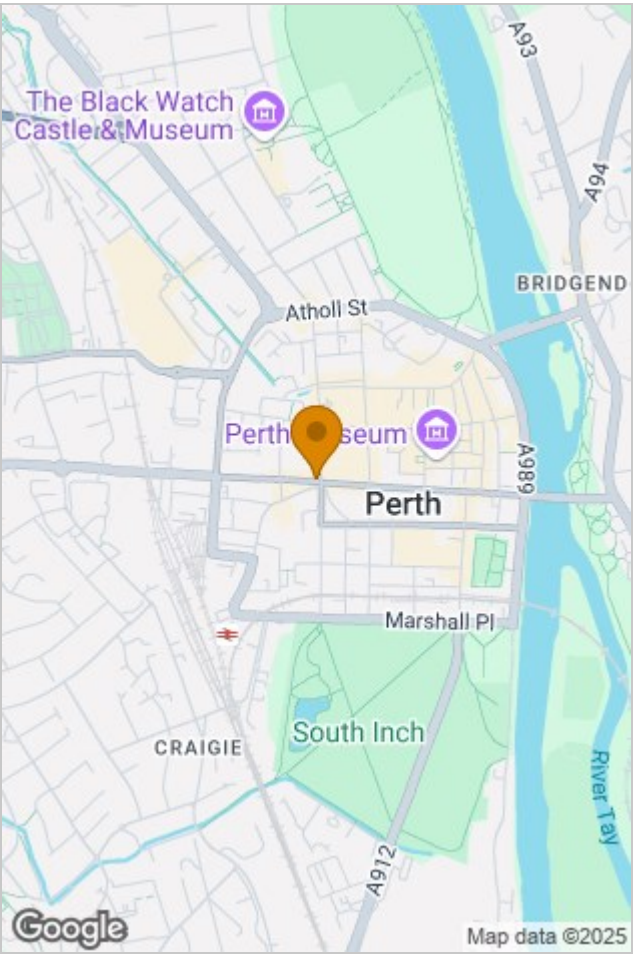 A93
The Black Watch
Castle & Museum
A94
BRIDGEND
Atholl St
Perth Museum
A989
Perth
Marshall Pl
South Inch
CRAIGIE
River Tay
A912
Google
Map data ©2025